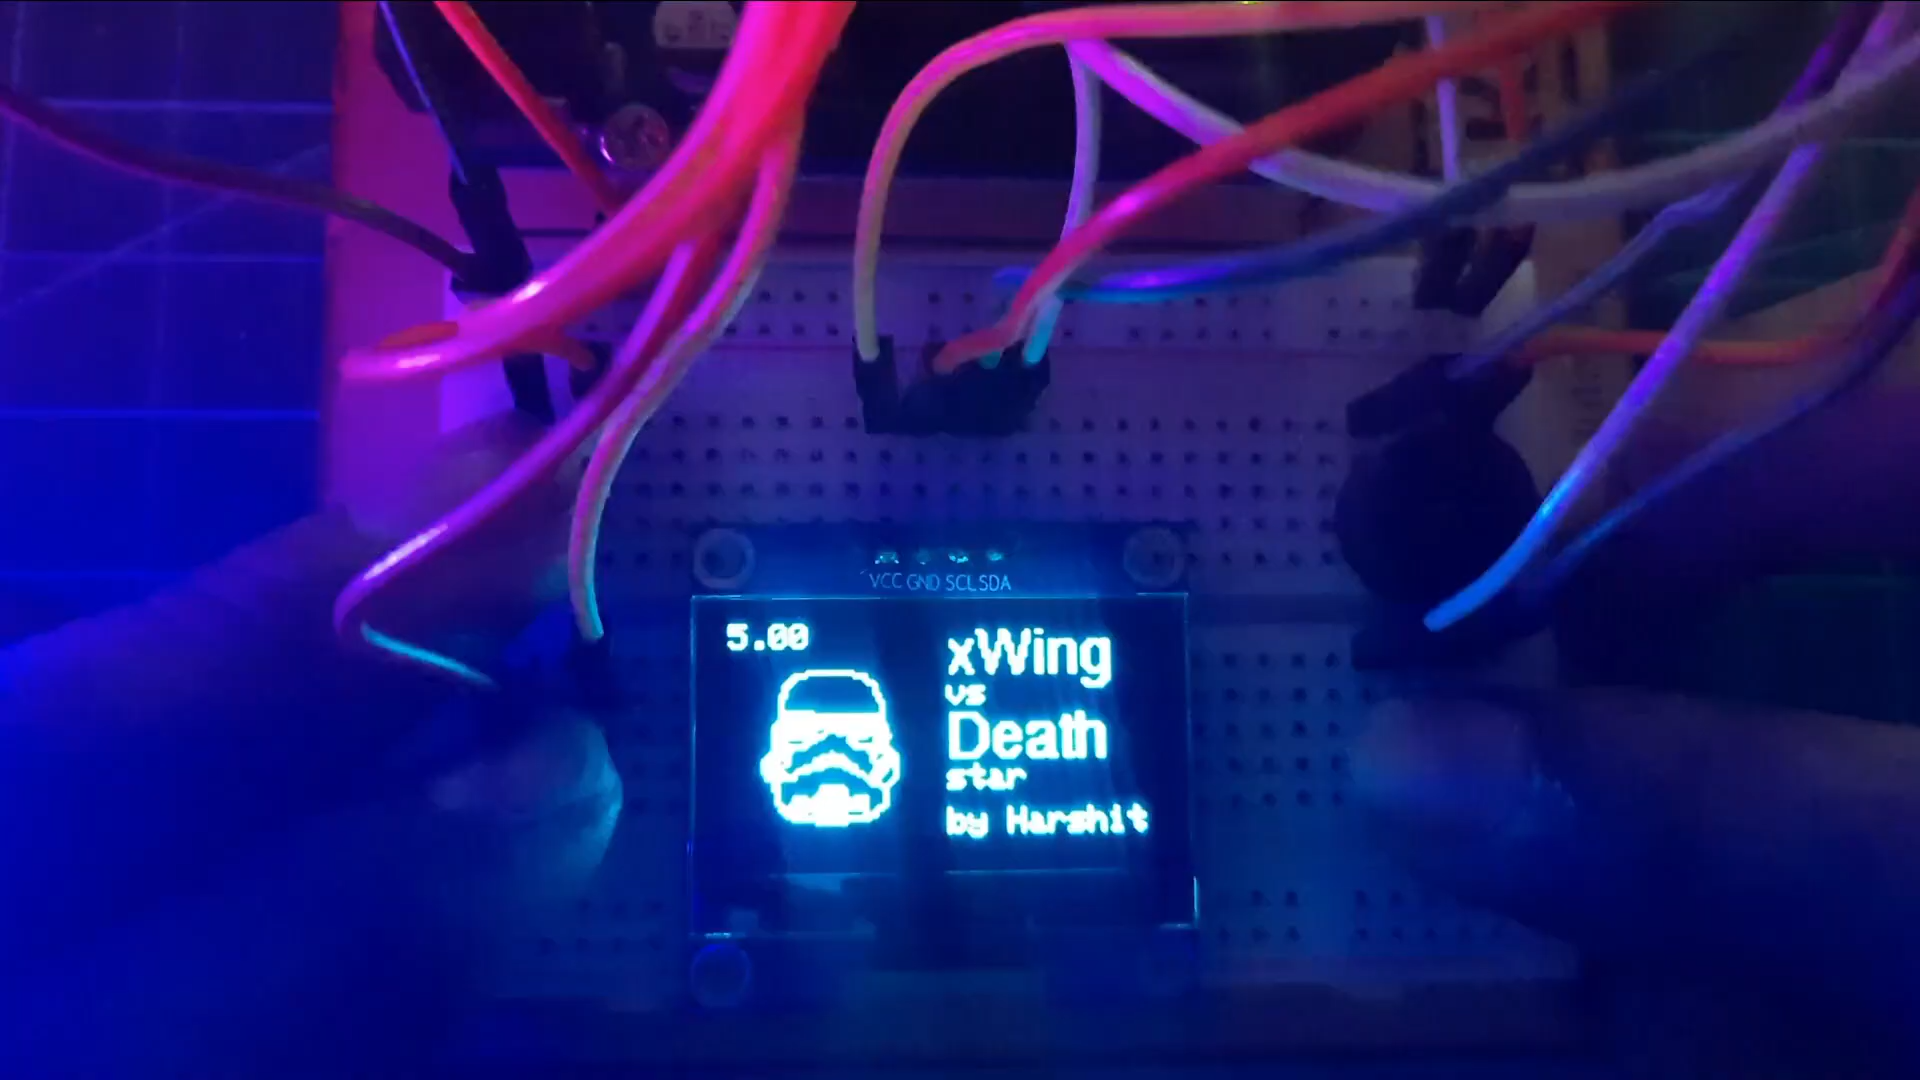 VCC GND SCL SDA
5.00
xWing
vs
Death
star
by Harshit